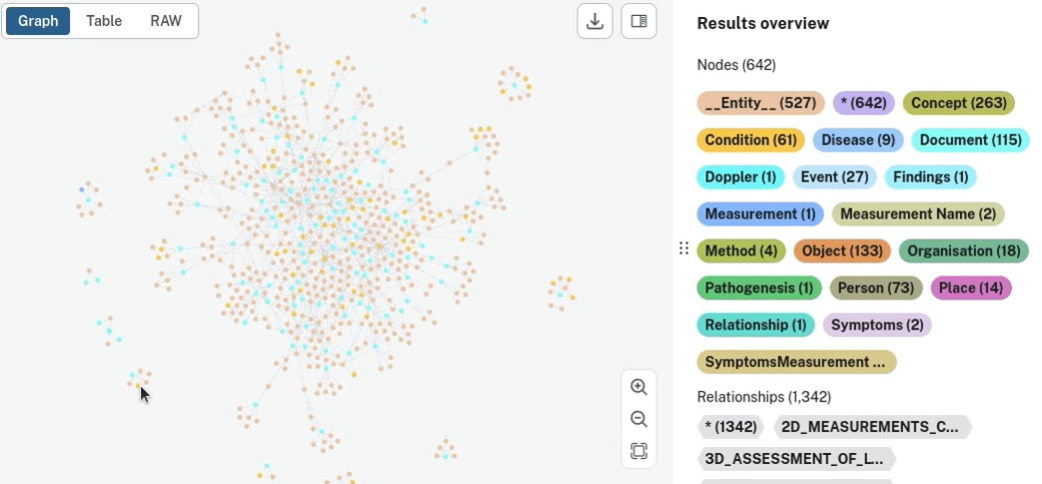 Graph Table RAW
Results overview
Nodes (642)
__Entity__ (527) * (642) Concept (263)
Condition (61) Disease (9) Document (115)
Doppler (1) Event (27) Findings (1)
Measurement (1) Measurement Name (2)
Method (4) Object (133) Organisation (18)
Pathogenesis (1) Person (73) Place (14)
Relationship (1) Symptoms (2)
SymptomsMeasurement ...
Relationships (1,342)
* (1342) 2D_MEASUREMENTS_C...
3D_ASSESSMENT_OF_L...